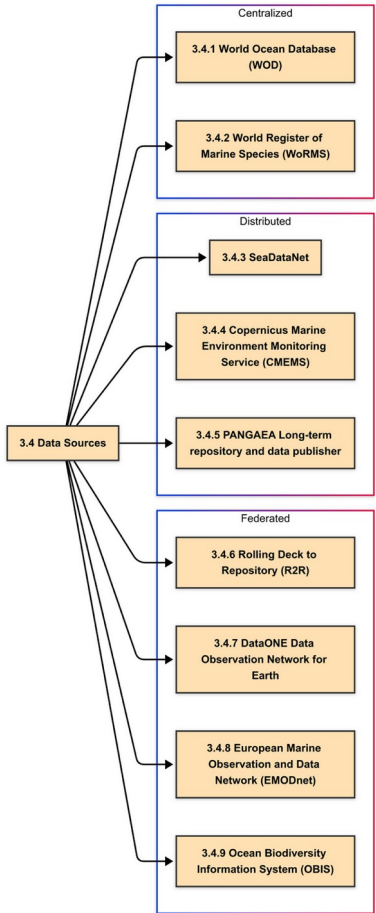 Centralized
3.4.1 World Ocean Database
(WOD)
3.4.2 World Register of
Marine Species (WoRMS)
Distributed
3.4.3 SeaDataNet
3.4.4 Copernicus Marine
Environment Monitoring
Service (CMEMS)
3.4 Data Sources
3.4.5 PANGAEA Long-term
repository and data publisher
Federated
3.4.6 Rolling Deck to
Repository (R2R)
3.4.7 DataONE Data
Observation Network for
Earth
3.4.8 European Marine
Observation and Data
Network (EMODnet)
3.4.9 Ocean Biodiversity
Information System (OBIS)